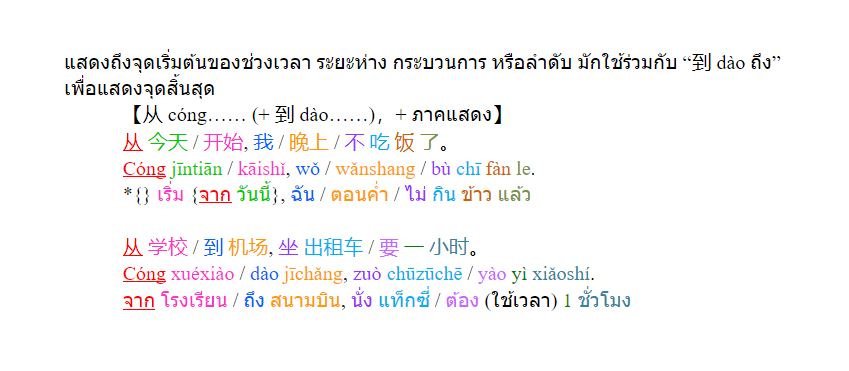 แสดงถึงจุดเริ่มต้นของช่วงเวลา ระยะห่าง กระบวนการ หรือลำดับ มักใช้ร่วมกับ “到 dào ถึง”
เพื่อแสดงจุดสิ้นสุด
【从 cóng…… (+ 到 dào……)，+ ภาคแสดง】
从 今天 / 开始, 我 / 晚上 / 不 吃 饭 了。
Cóng jīntiān / kāishǐ, wǒ / wǎnshang / bù chī fàn le.
*{} เริ่ม {จาก วันนี้}, ฉัน / ตอนค่ำ / ไม่ กิน ข้าว แล้ว
从 学校 / 到 机场, 坐 出租车 / 要 一 小时。
Cóng xuéxiào / dào jīchǎng, zuò chūzūchē / yào yì xiǎoshí.
จาก โรงเรียน / ถึง สนามบิน, นั่ง แท็กซี่ / ต้อง (ใช้เวลา) 1 ชั่วโมง